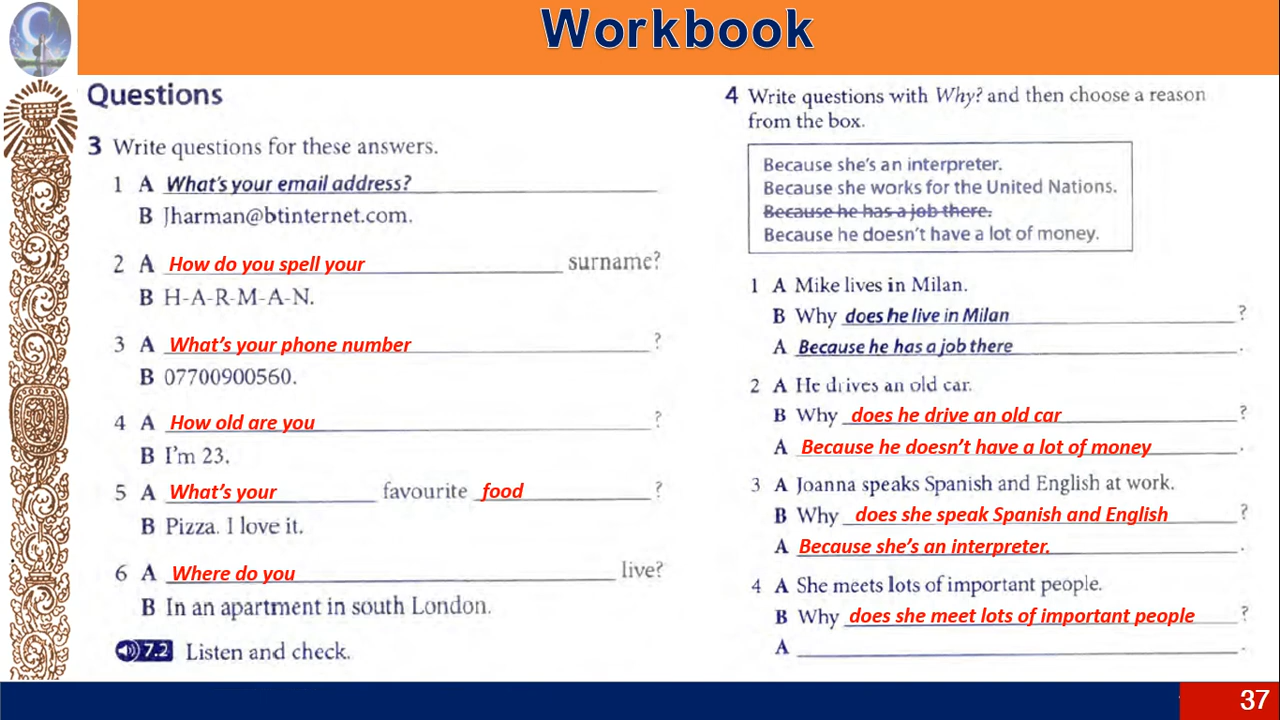 Workbook
Questions
3 Write questions for these answers.
1 A What's your email address?
B Jharman@btinternet.com.
2 A How do you spell your surname?
B H-A-R-M-A-N.
3 A What's your phone number ?
B 07700900560.
4 A How old are you ?
B I'm 23.
5 A What's your favourite food ?
B Pizza. I love it.
6 A Where do you live?
B In an apartment in south London.
7.2 Listen and check.
4 Write questions with Why? and then choose a reason
from the box.
Because she's an interpreter.
Because she works for the United Nations.
Because he has a job there.
Because he doesn't have a lot of money.
1 A Mike lives in Milan.
B Why does he live in Milan ?
A Because he has a job there .
2 A He drives an old car.
B Why does he drive an old car ?
A Because he doesn't have a lot of money .
3 A Joanna speaks Spanish and English at work.
B Why does she speak Spanish and English ?
A Because she's an interpreter. .
4 A She meets lots of important people.
B Why does she meet lots of important people ?
A .
37